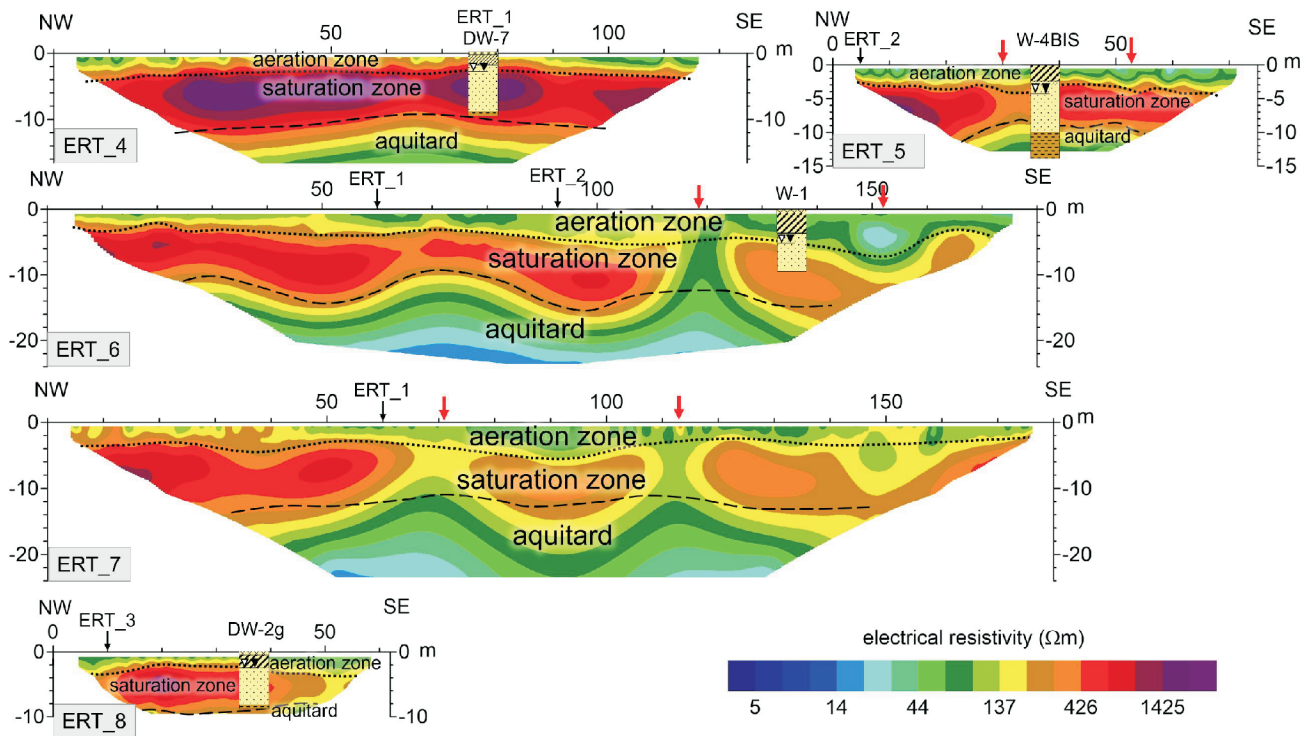 NW 50 ERT_1 100 SE
DW-7
0 0 m
aeration zone
saturation zone
-10 -10
aquitard
ERT_4
SE
0 W-4BIS 50
ERT_2
0 0 m
aeration zone
-5 -5
saturation zone
-10 -10
aquitard
-15 -15
ERT_5
NW ERT_1 ERT_2 SE
50 100 W-1 150
0 0 m
aeration zone
saturation zone
-10 -10
aquitard
-20 -20
ERT_6
NW ERT_1 SE
50 100 150
0 0 m
aeration zone
saturation zone
-10 -10
aquitard
-20 -20
ERT_7
NW ERT_3 DW-2g SE
0 50
0 0 m
aeration zone
saturation zone
aquitard
-10 -10
ERT_8
electrical resistivity (Ωm)
5 14 44 137 426 1425